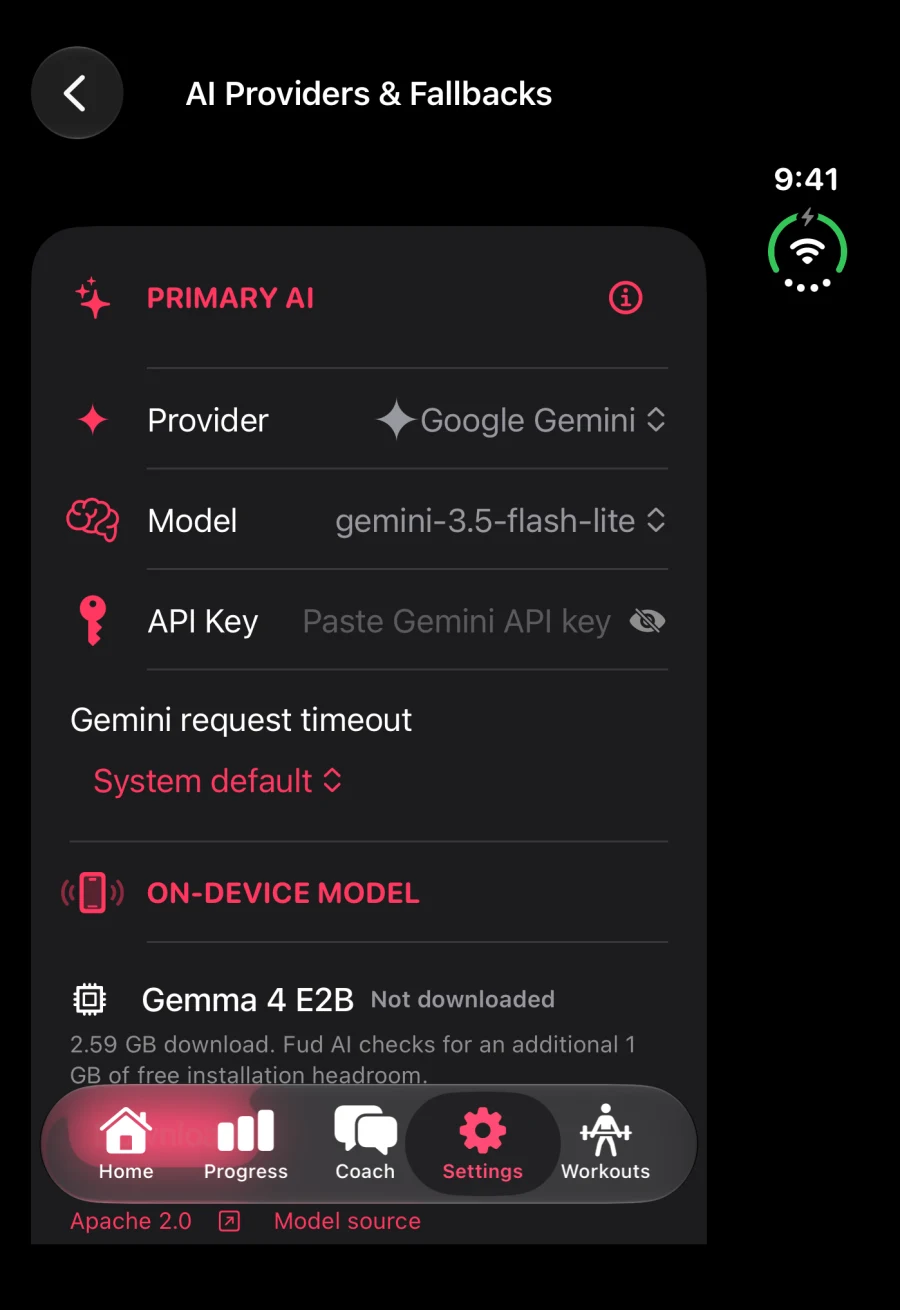 AI Providers & Fallbacks
9:41
PRIMARY AI
Provider Google Gemini
Model gemini-3.5-flash-lite
API Key Paste Gemini API key
Gemini request timeout
System default
ON-DEVICE MODEL
Gemma 4 E2B Not downloaded
2.59 GB download. Fud AI checks for an additional 1
GB of free installation headroom.
Home Progress Coach Settings Workouts
Apache 2.0 Model source